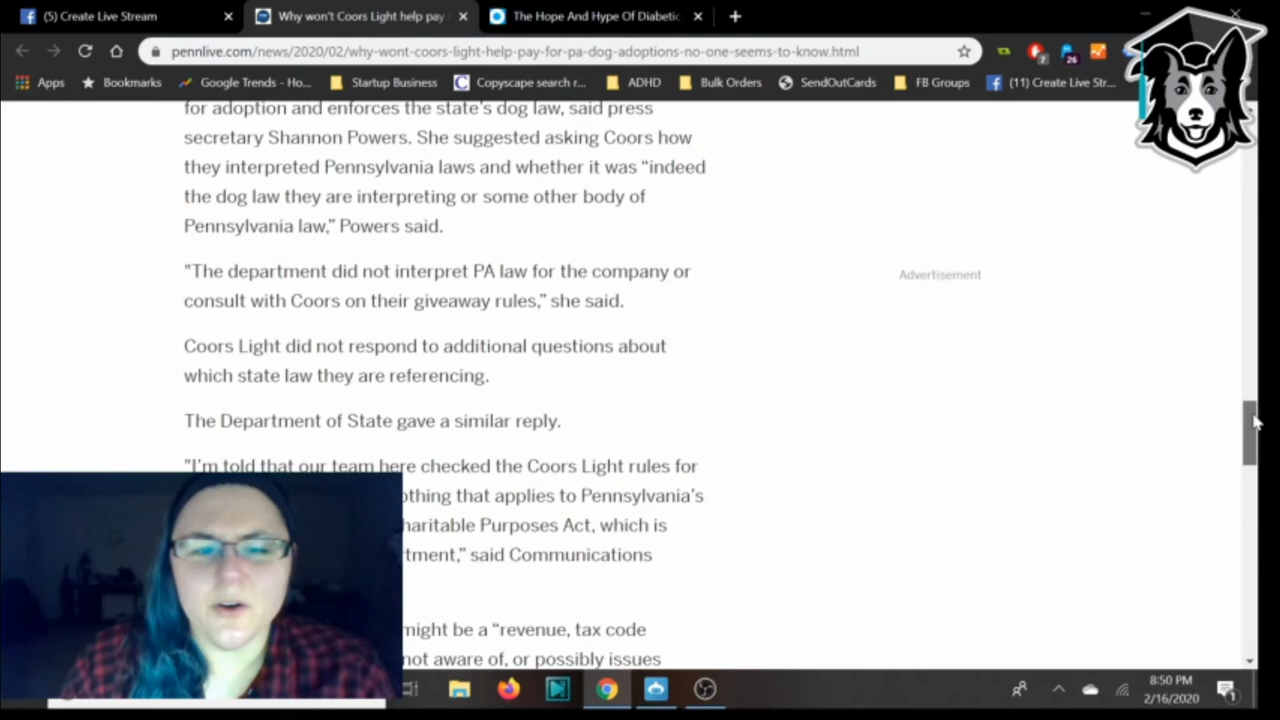 (5) Create Live Stream
Why won't Coors Light help pay
The Hope And Hype Of Diabetic
pennlive.com/news/2020/02/why-wont-coors-light-help-pay-for-pa-dog-adoptions-no-one-seems-to-know.html
7
26
Apps Bookmarks Google Trends - Ho... Startup Business Copyscape search r... ADHD Bulk Orders SendOutCards FB Groups (11) Create Live Str...
for adoption and enforces the state's dog law, said press
secretary Shannon Powers. She suggested asking Coors how
they interpreted Pennsylvania laws and whether it was “indeed
the dog law they are interpreting or some other body of
Pennsylvania law,” Powers said.
"The department did not interpret PA law for the company or
consult with Coors on their giveaway rules,” she said.
Advertisement
Coors Light did not respond to additional questions about
which state law they are referencing.
The Department of State gave a similar reply.
"I'm told that our team here checked the Coors Light rules for
othing that applies to Pennsylvania's
haritable Purposes Act, which is
rtment,” said Communications
might be a “revenue, tax code
not aware of, or possibly issues
8:50 PM
2/16/2020
1